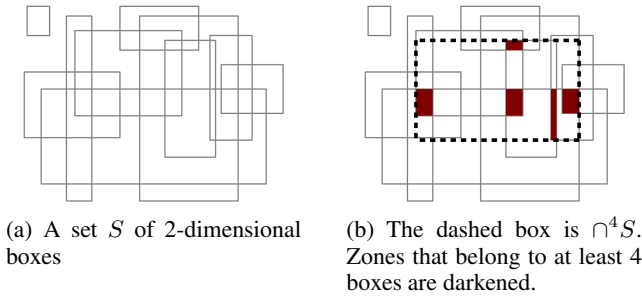 (a) A set S of 2-dimensional
boxes
(b) The dashed box is ∩⁴S.
Zones that belong to at least 4
boxes are darkened.